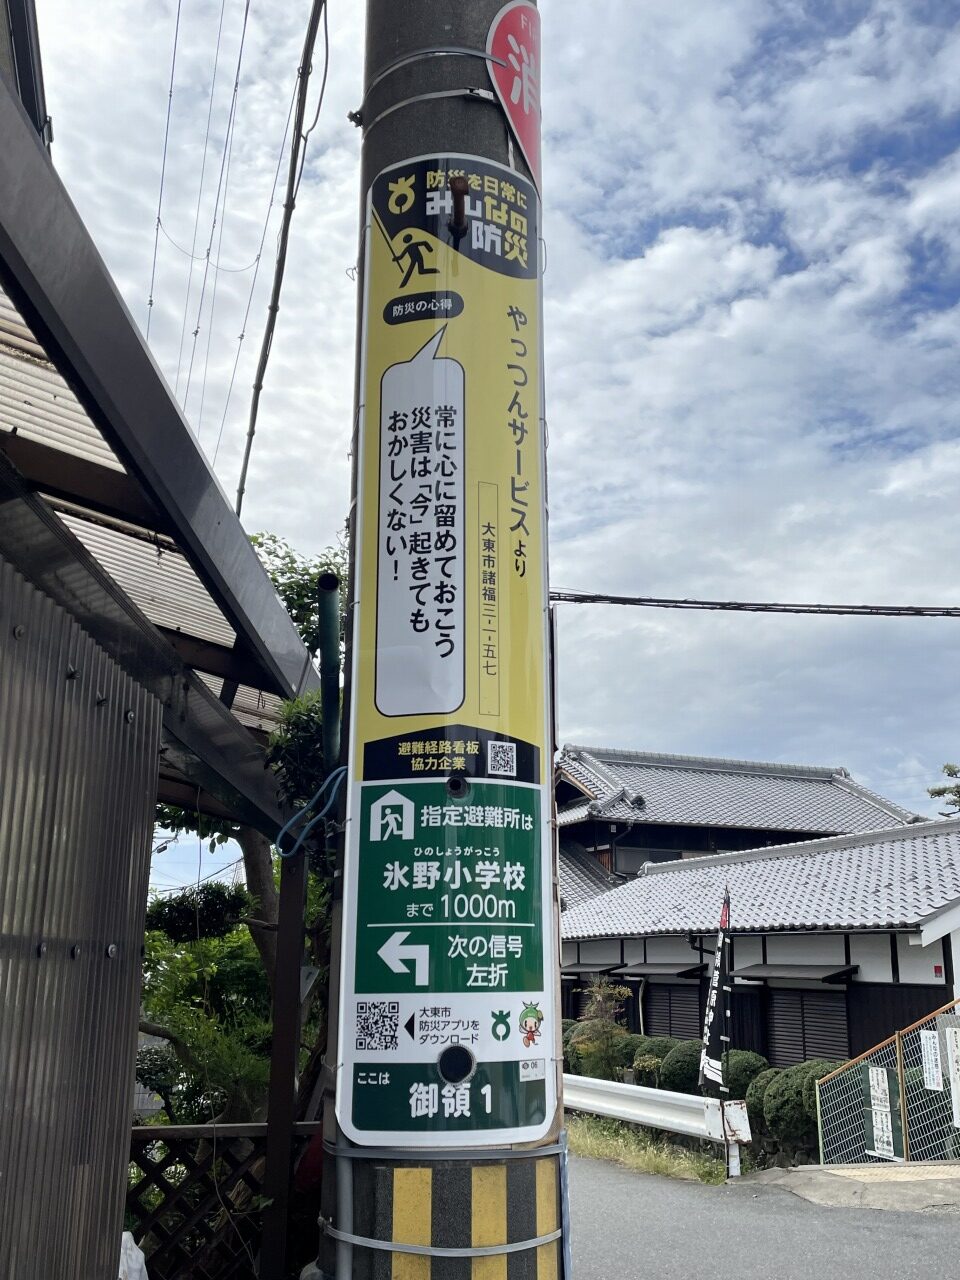 消
防災を日常に
みんなの
防災
防災の心得
やっつんサービスより
大東市諸福三-一-五七
常に心に留めておこう
災害は「今」起きても
おかしくない！
避難経路看板
協力企業
指定避難所は
ひのしょうがっこう
氷野小学校
まで 1000m
次の信号
左折
大東市
防災アプリを
ダウンロード
06
ここは
御領 1